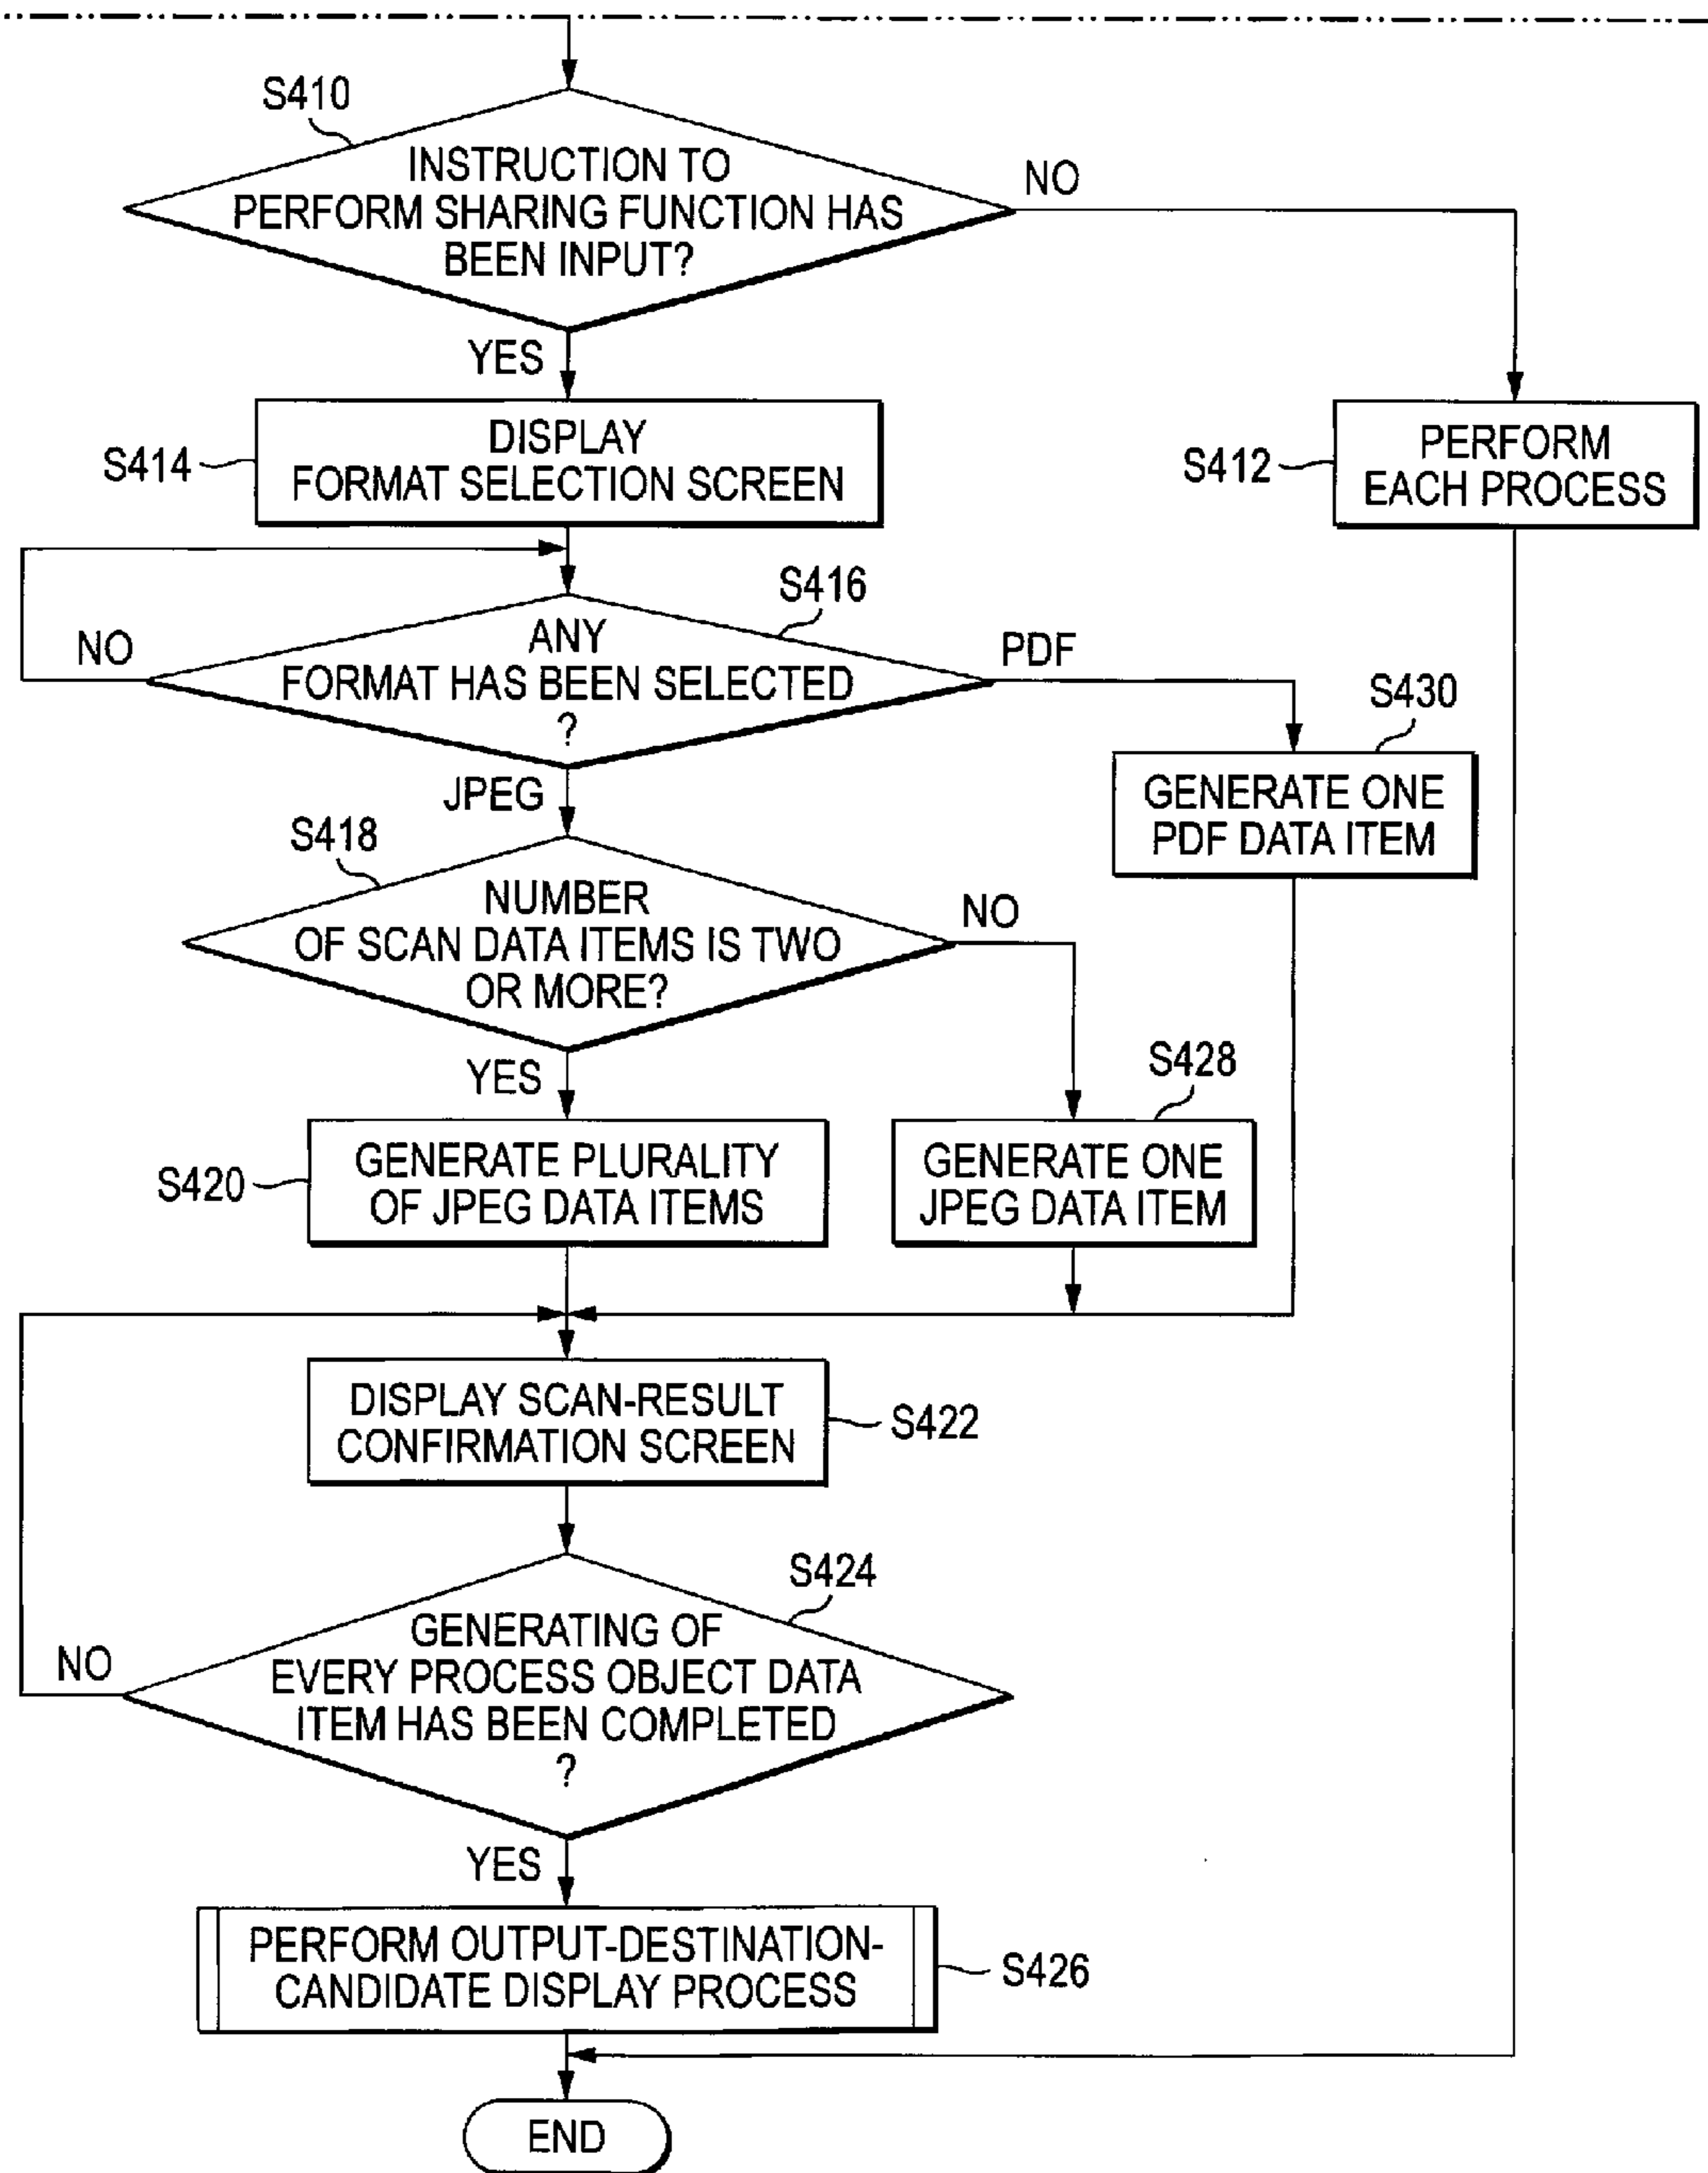 S410
INSTRUCTION TO
PERFORM SHARING FUNCTION HAS
BEEN INPUT?
NO
YES
S414
DISPLAY
FORMAT SELECTION SCREEN
S412
PERFORM
EACH PROCESS
S416
NO
ANY
FORMAT HAS BEEN SELECTED
?
PDF
JPEG
S430
GENERATE ONE
PDF DATA ITEM
S418
NUMBER
OF SCAN DATA ITEMS IS TWO
OR MORE?
NO
YES
S428
S420
GENERATE PLURALITY
OF JPEG DATA ITEMS
GENERATE ONE
JPEG DATA ITEM
DISPLAY SCAN-RESULT
CONFIRMATION SCREEN
S422
S424
NO
GENERATING OF
EVERY PROCESS OBJECT DATA
ITEM HAS BEEN COMPLETED
?
YES
PERFORM OUTPUT-DESTINATION-
CANDIDATE DISPLAY PROCESS
S426
END